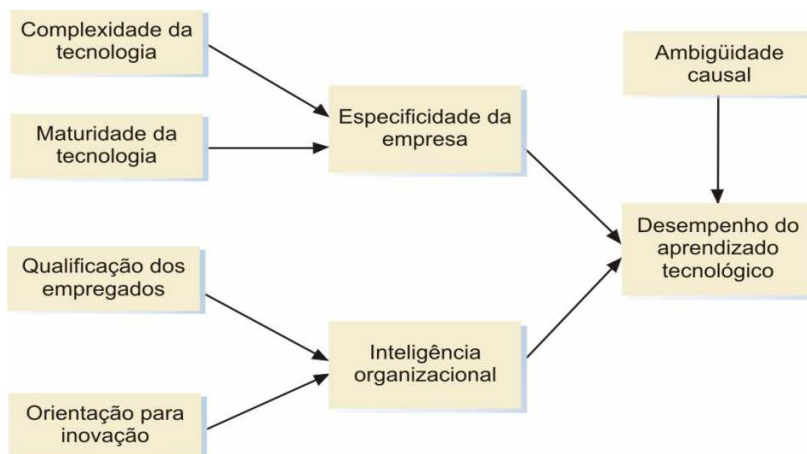 Complexidade da
tecnologia
Maturidade da
tecnologia
Qualificação dos
empregados
Orientação para
inovação
Especificidade da
empresa
Inteligência
organizacional
Ambigüidade
causal
Desempenho do
aprendizado
tecnológico